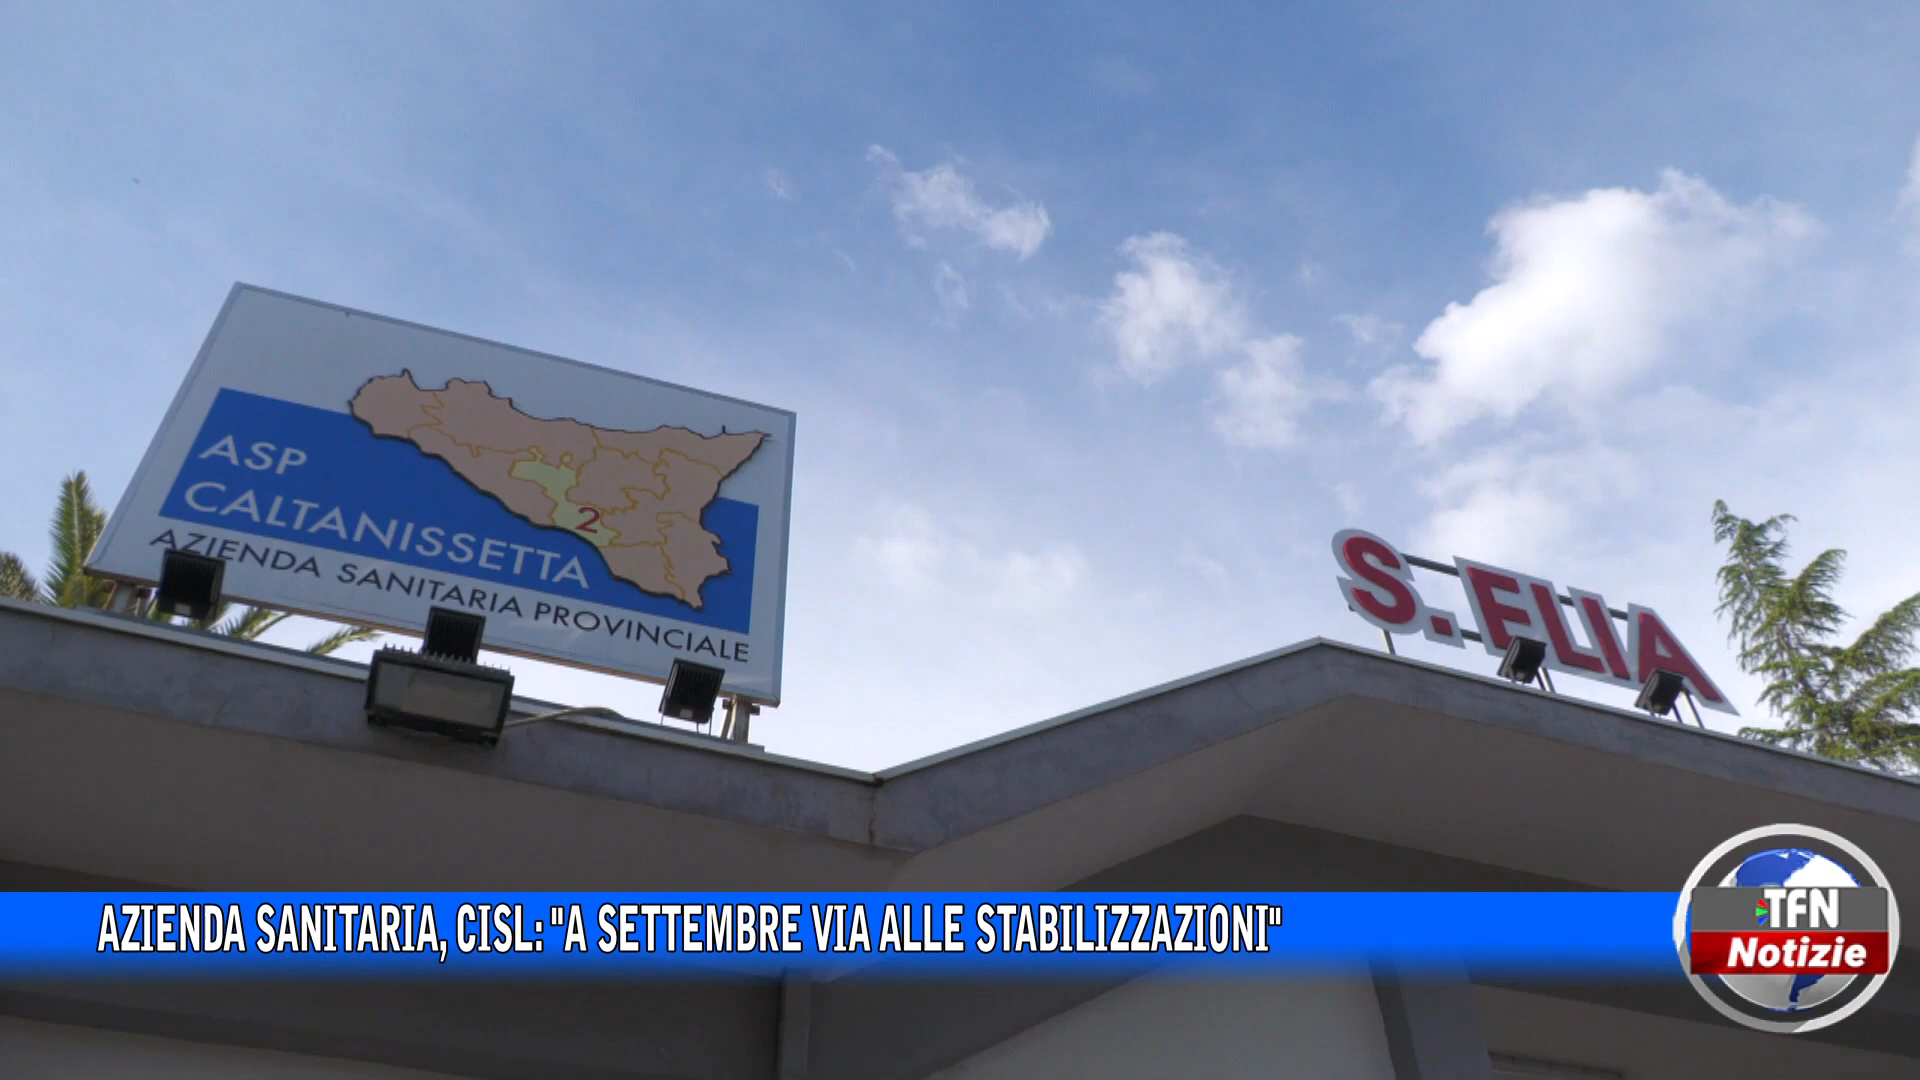 ASP
CALTANISSETTA
2
AZIENDA SANITARIA PROVINCIALE
S. ELIA
AZIENDA SANITARIA, CISL: "A SETTEMBRE VIA ALLE STABILIZZAZIONI"
TFN
Notizie